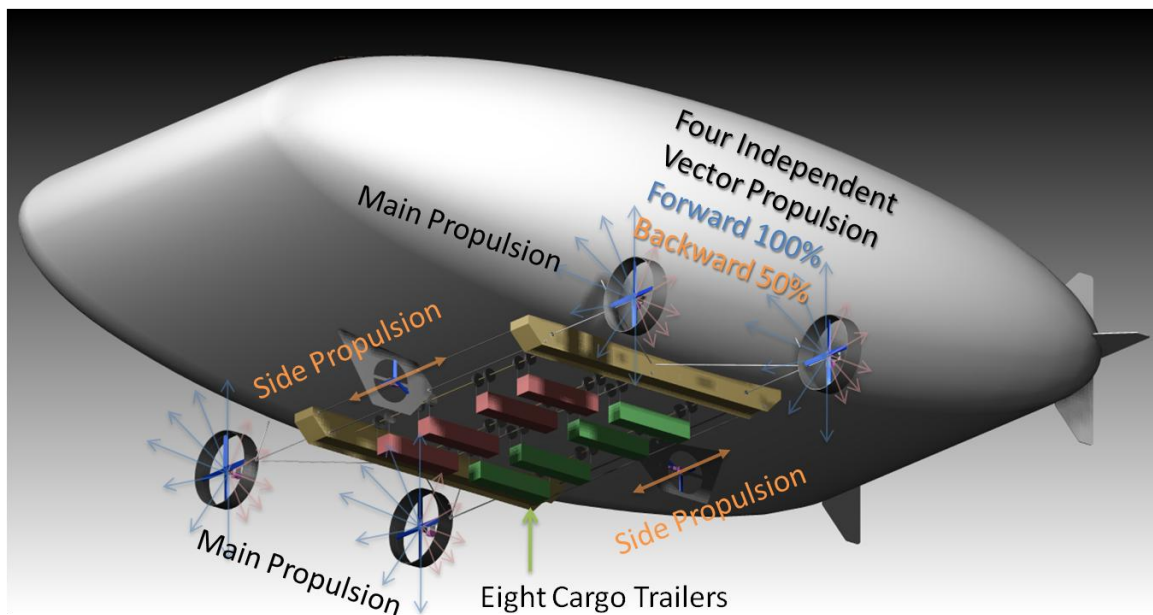 Four Independent
Vector Propulsion
Forward 100%
Backward 50%
Main Propulsion
Side Propulsion
Side Propulsion
Main Propulsion
Eight Cargo Trailers